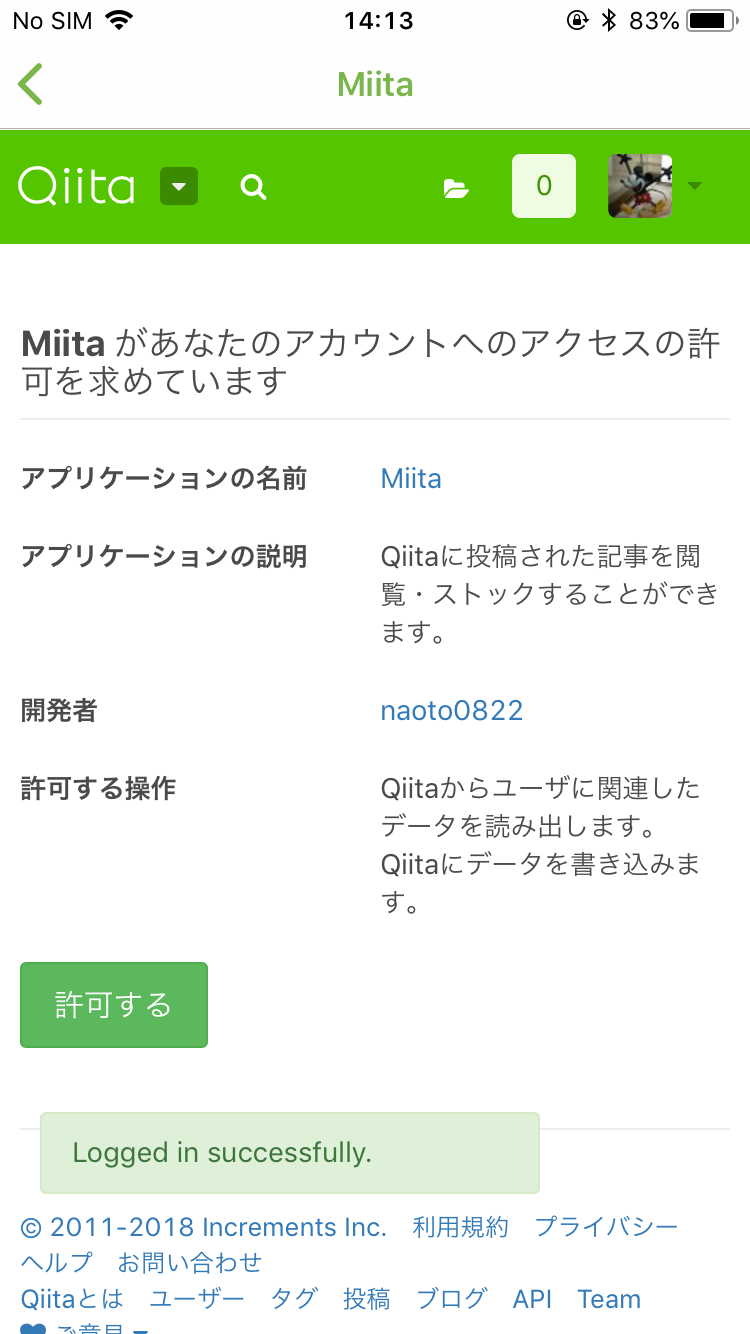 No SIM 14:13 83%
Miita
Qiita 0
Miita があなたのアカウントへのアクセスの許
可を求めています
アプリケーションの名前 Miita
アプリケーションの説明 Qiitaに投稿された記事を閲
覧・ストックすることができ
ます。
開発者 naoto0822
許可する操作 Qiitaからユーザに関連した
データを読み出します。
Qiitaにデータを書き込みま
す。
許可する
Logged in successfully.
© 2011-2018 Increments Inc. 利用規約 プライバシー
ヘルプ お問い合わせ
Qiitaとは ユーザー タグ 投稿 ブログ API Team
ご意見